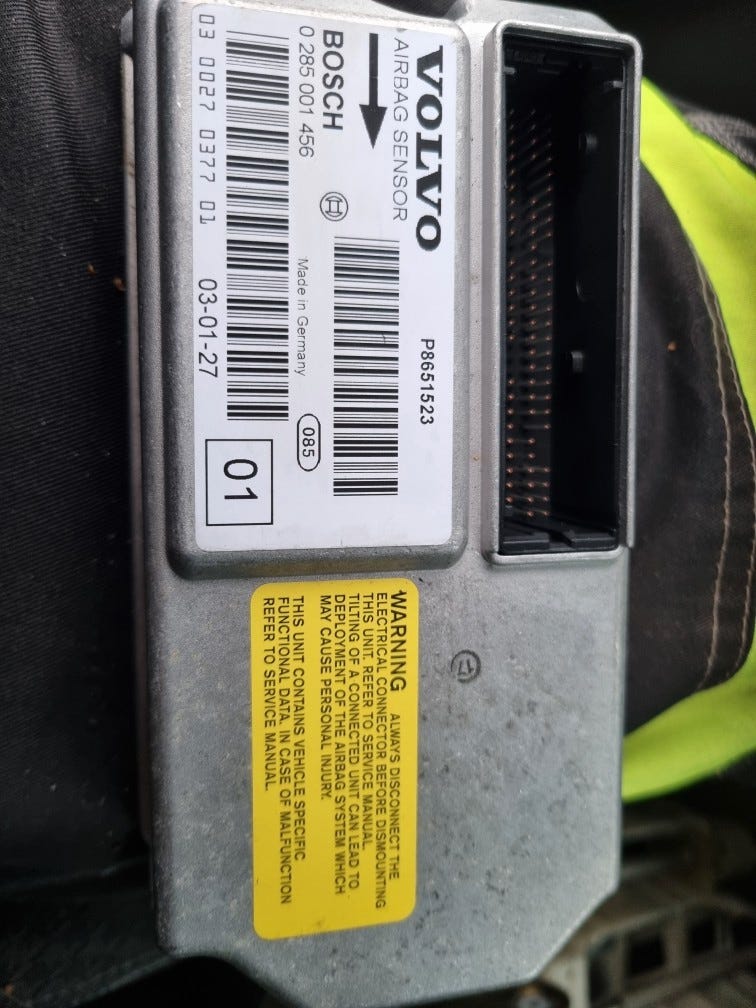 VOLVO
AIRBAG SENSOR
P8651523
BOSCH
0 285 001 456
Made in Germany
085
03 0027 0377 01
03-01-27
01
WARNING ALWAYS DISCONNECT THE
ELECTRICAL CONNECTOR BEFORE DISMOUNTING
THIS UNIT. REFER TO SERVICE MANUAL
TILTING OF A CONNECTED UNIT CAN LEAD TO
DEPLOYMENT OF THE AIRBAG SYSTEM WHICH
MAY CAUSE PERSONAL INJURY.
THIS UNIT CONTAINS VEHICLE SPECIFIC
FUNCTIONAL DATA. IN CASE OF MALFUNCTION
REFER TO SERVICE MANUAL.